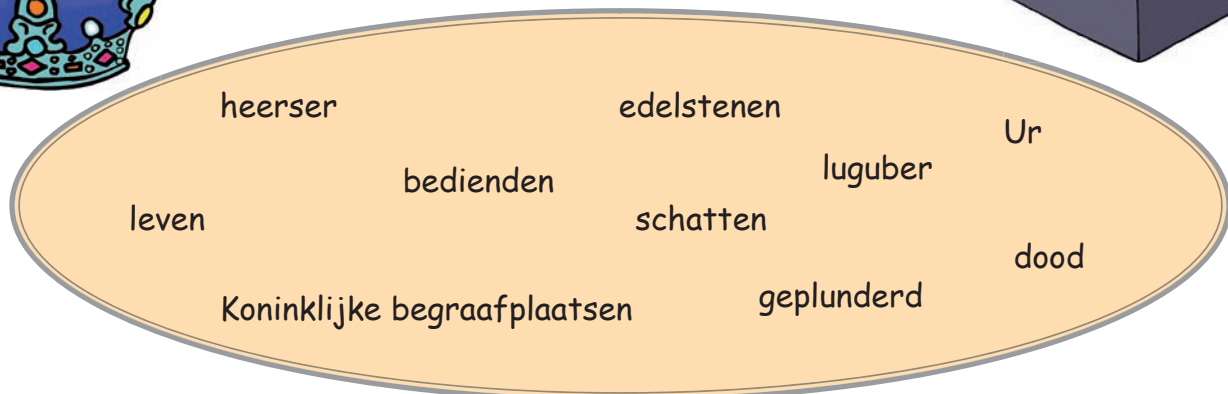 heerser
edelstenen
Ur
luguber
bedienden
leven
schatten
dood
Koninklijke begraafplaatsen
geplunderd